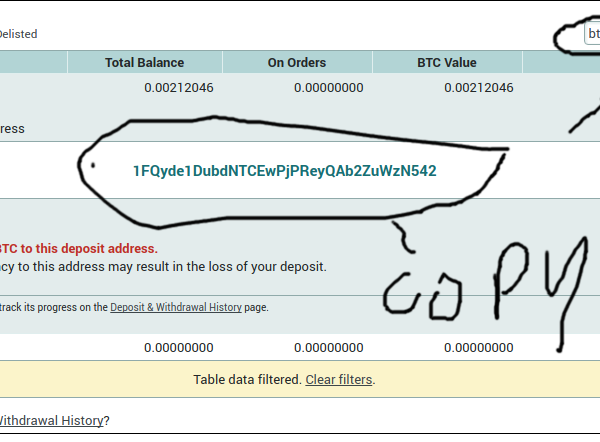 Delisted
bt
Total Balance On Orders BTC Value
0.00212046 0.00000000 0.00212046
ress
1FQyde1DubdNTCEwPjPReyQAb2ZuWzN542
BTC to this deposit address.
cy to this address may result in the loss of your deposit.
COPY
track its progress on the Deposit & Withdrawal History page.
0.00000000 0.00000000 0.00000000
Table data filtered. Clear filters.
Withdrawal History?